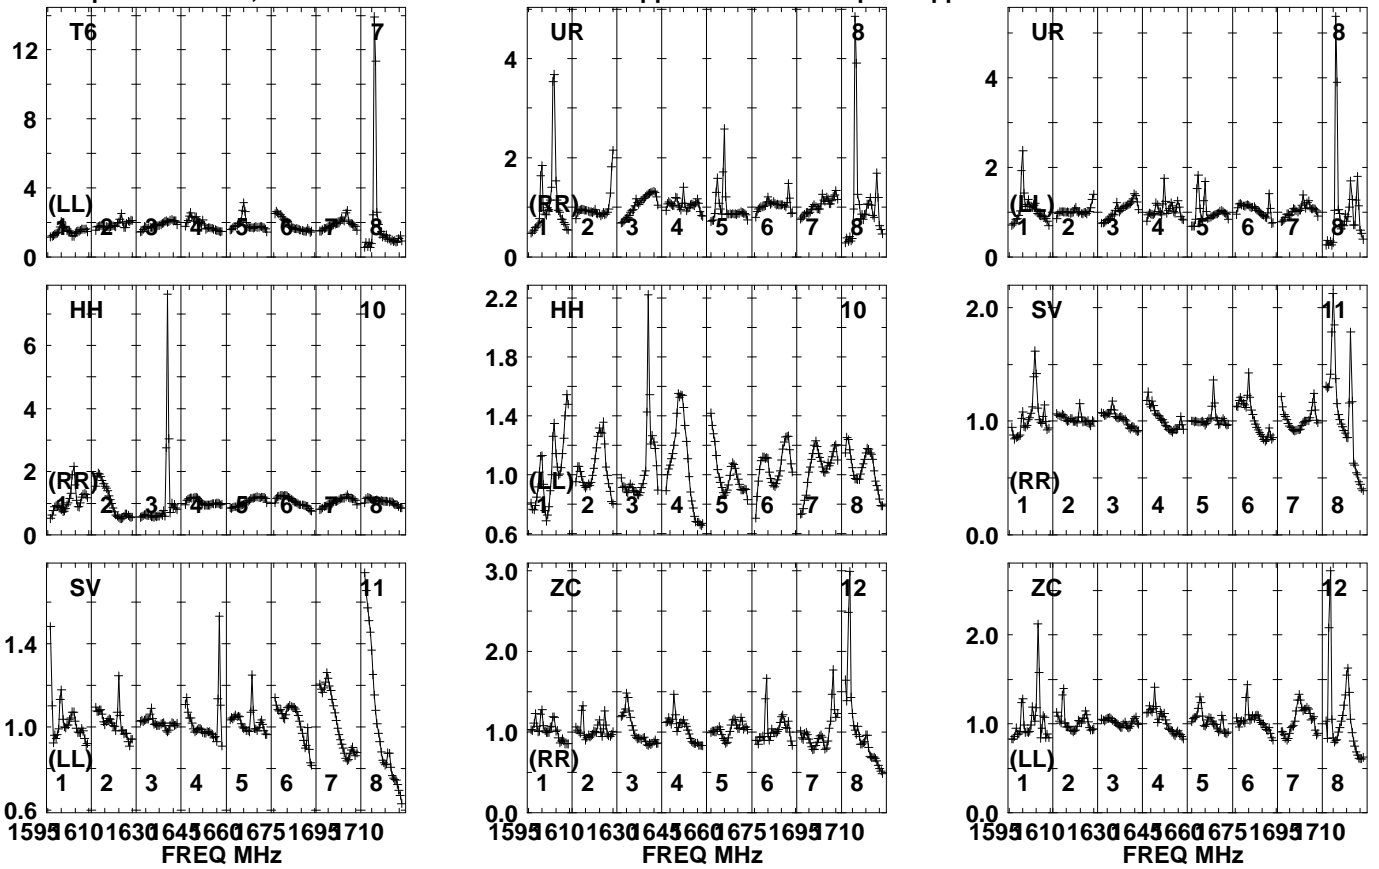 T6 7
12
8
4
(LL)
0
1 2 3 4 5 6 7 8
UR 8
4
2
(RR)
0
1 2 3 4 5 6 7 8
UR 8
4
2
(LL)
0
1 2 3 4 5 6 7 8
HH 10
6
4
2
(RR)
0
1 2 3 4 5 6 7 8
HH 10
2.2
1.8
1.4
1.0
(LL)
0.6
1 2 3 4 5 6 7 8
SV 11
2.0
1.0
(RR)
0.0
1 2 3 4 5 6 7 8
SV 11
1.4
1.0
(LL)
0.6
1 2 3 4 5 6 7 8
1595 1610 1630 1645 1660 1675 1695 1710
FREQ MHz
ZC 12
3.0
2.0
1.0
(RR)
0.0
1 2 3 4 5 6 7 8
1595 1610 1630 1645 1660 1675 1695 1710
FREQ MHz
ZC 12
2.0
1.0
(LL)
0.0
1 2 3 4 5 6 7 8
1595 1610 1630 1645 1660 1675 1695 1710
FREQ MHz